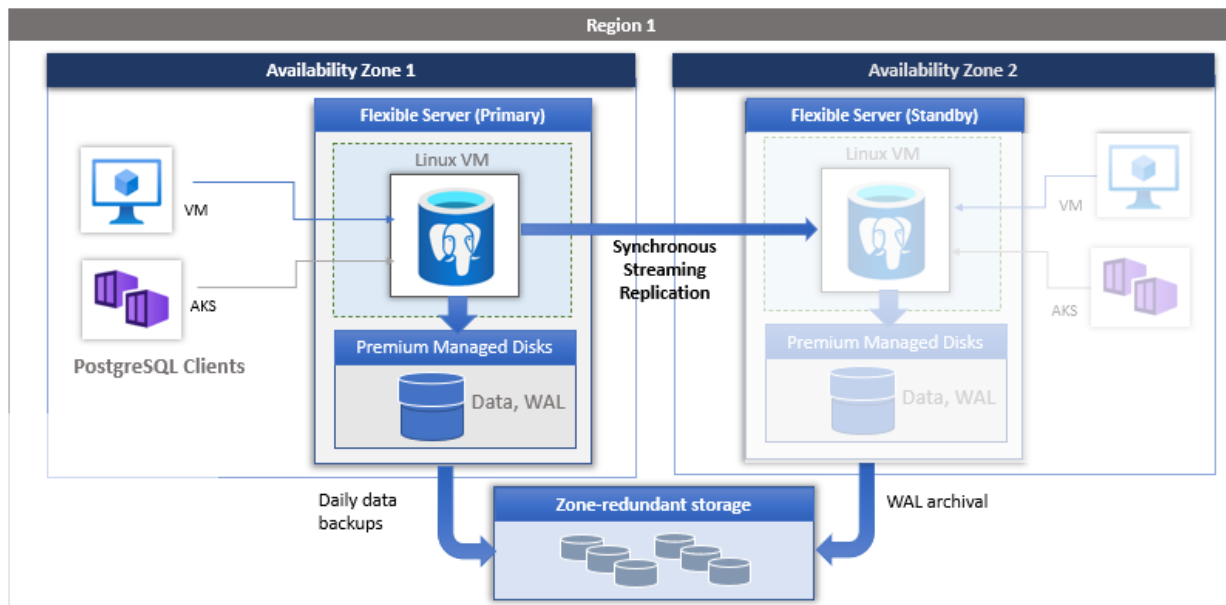 Region 1
Availability Zone 1
Availability Zone 2
Flexible Server (Primary)
Flexible Server (Standby)
Linux VM
Linux VM
VM
VM
Synchronous
Streaming
Replication
AKS
AKS
PostgreSQL Clients
Premium Managed Disks
Premium Managed Disks
Data, WAL
Data, WAL
Daily data
backups
Zone-redundant storage
WAL archival